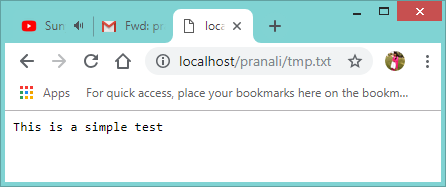 Sun
Fwd: pr
loca
localhost/pranali/tmp.txt
Apps
For quick access, place your bookmarks here on the bookm...
This is a simple test